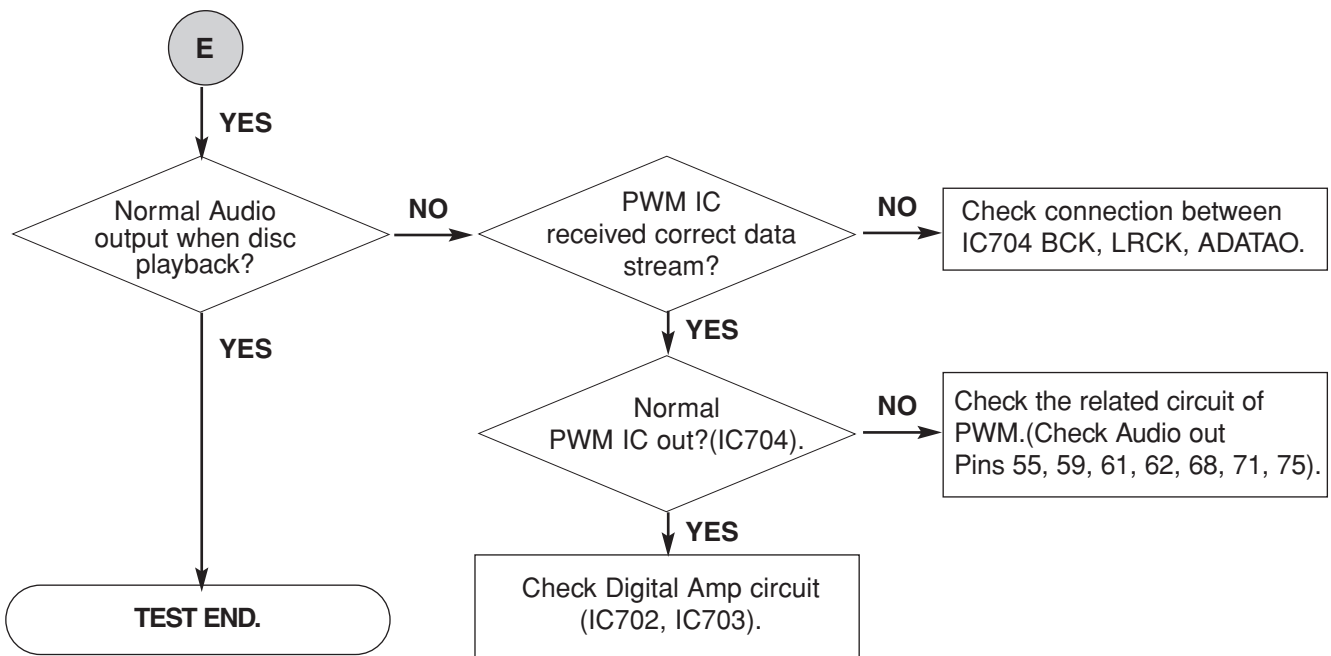 E
YES
Normal Audio
output when disc
playback?
NO
PWM IC
received correct data
stream?
NO
Check connection between
IC704 BCK, LRCK, ADATAO.
YES
YES
Normal
PWM IC out?(IC704).
NO
Check the related circuit of
PWM.(Check Audio out
Pins 55, 59, 61, 62, 68, 71, 75).
YES
TEST END.
Check Digital Amp circuit
(IC702, IC703).